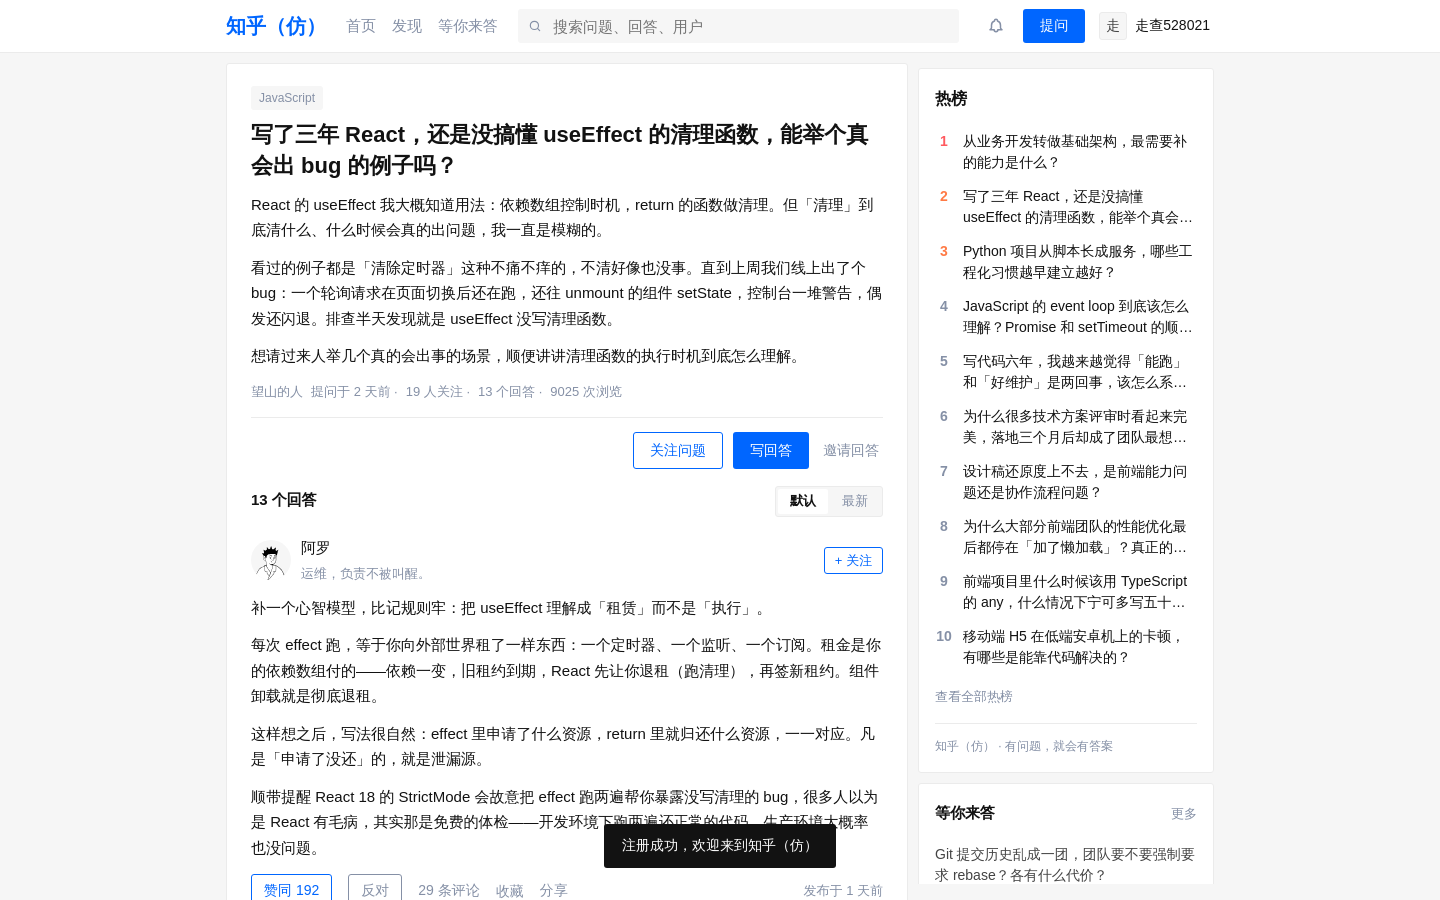 知乎（仿）
首页 发现 等你来答
搜索问题、回答、用户
提问
走 走查528021
JavaScript
写了三年 React，还是没搞懂 useEffect 的清理函数，能举个真
会出 bug 的例子吗？
React 的 useEffect 我大概知道用法：依赖数组控制时机，return 的函数做清理。但「清理」到
底清什么、什么时候会真的出问题，我一直是模糊的。
看过的例子都是「清除定时器」这种不痛不痒的，不清好像也没事。直到上周我们线上出了个
bug：一个轮询请求在页面切换后还在跑，还往 unmount 的组件 setState，控制台一堆警告，偶
发还闪退。排查半天发现就是 useEffect 没写清理函数。
想请过来人举几个真的会出事的场景，顺便讲讲清理函数的执行时机到底怎么理解。
望山的人 提问于 2 天前 · 19 人关注 · 13 个回答 · 9025 次浏览
关注问题 写回答 邀请回答
13 个回答
默认 最新
阿罗
运维，负责不被叫醒。
+ 关注
补一个心智模型，比记规则牢：把 useEffect 理解成「租赁」而不是「执行」。
每次 effect 跑，等于你向外部世界租了一样东西：一个定时器、一个监听、一个订阅。租金是你
的依赖数组付的——依赖一变，旧租约到期，React 先让你退租（跑清理），再签新租约。组件
卸载就是彻底退租。
这样想之后，写法很自然：effect 里申请了什么资源，return 里就归还什么资源，一一对应。凡
是「申请了没还」的，就是泄漏源。
顺带提醒 React 18 的 StrictMode 会故意把 effect 跑两遍帮你暴露没写清理的 bug，很多人以为
是 React 有毛病，其实那是免费的体检——开发环境下跑两遍还正常的代码，生产环境大概率
也没问题。
注册成功，欢迎来到知乎（仿）
赞同 192 反对 29 条评论 收藏 分享 发布于 1 天前
热榜
1 从业务开发转做基础架构，最需要补
的能力是什么？
2 写了三年 React，还是没搞懂
useEffect 的清理函数，能举个真会…
3 Python 项目从脚本长成服务，哪些工
程化习惯越早建立越好？
4 JavaScript 的 event loop 到底该怎么
理解？Promise 和 setTimeout 的顺…
5 写代码六年，我越来越觉得「能跑」
和「好维护」是两回事，该怎么系…
6 为什么很多技术方案评审时看起来完
美，落地三个月后却成了团队最想…
7 设计稿还原度上不去，是前端能力问
题还是协作流程问题？
8 为什么大部分前端团队的性能优化最
后都停在「加了懒加载」？真正的…
9 前端项目里什么时候该用 TypeScript
的 any，什么情况下宁可多写五十…
10 移动端 H5 在低端安卓机上的卡顿，
有哪些是能靠代码解决的？
查看全部热榜
知乎（仿） · 有问题，就会有答案
等你来答 更多
Git 提交历史乱成一团，团队要不要强制要
求 rebase？各有什么代价？